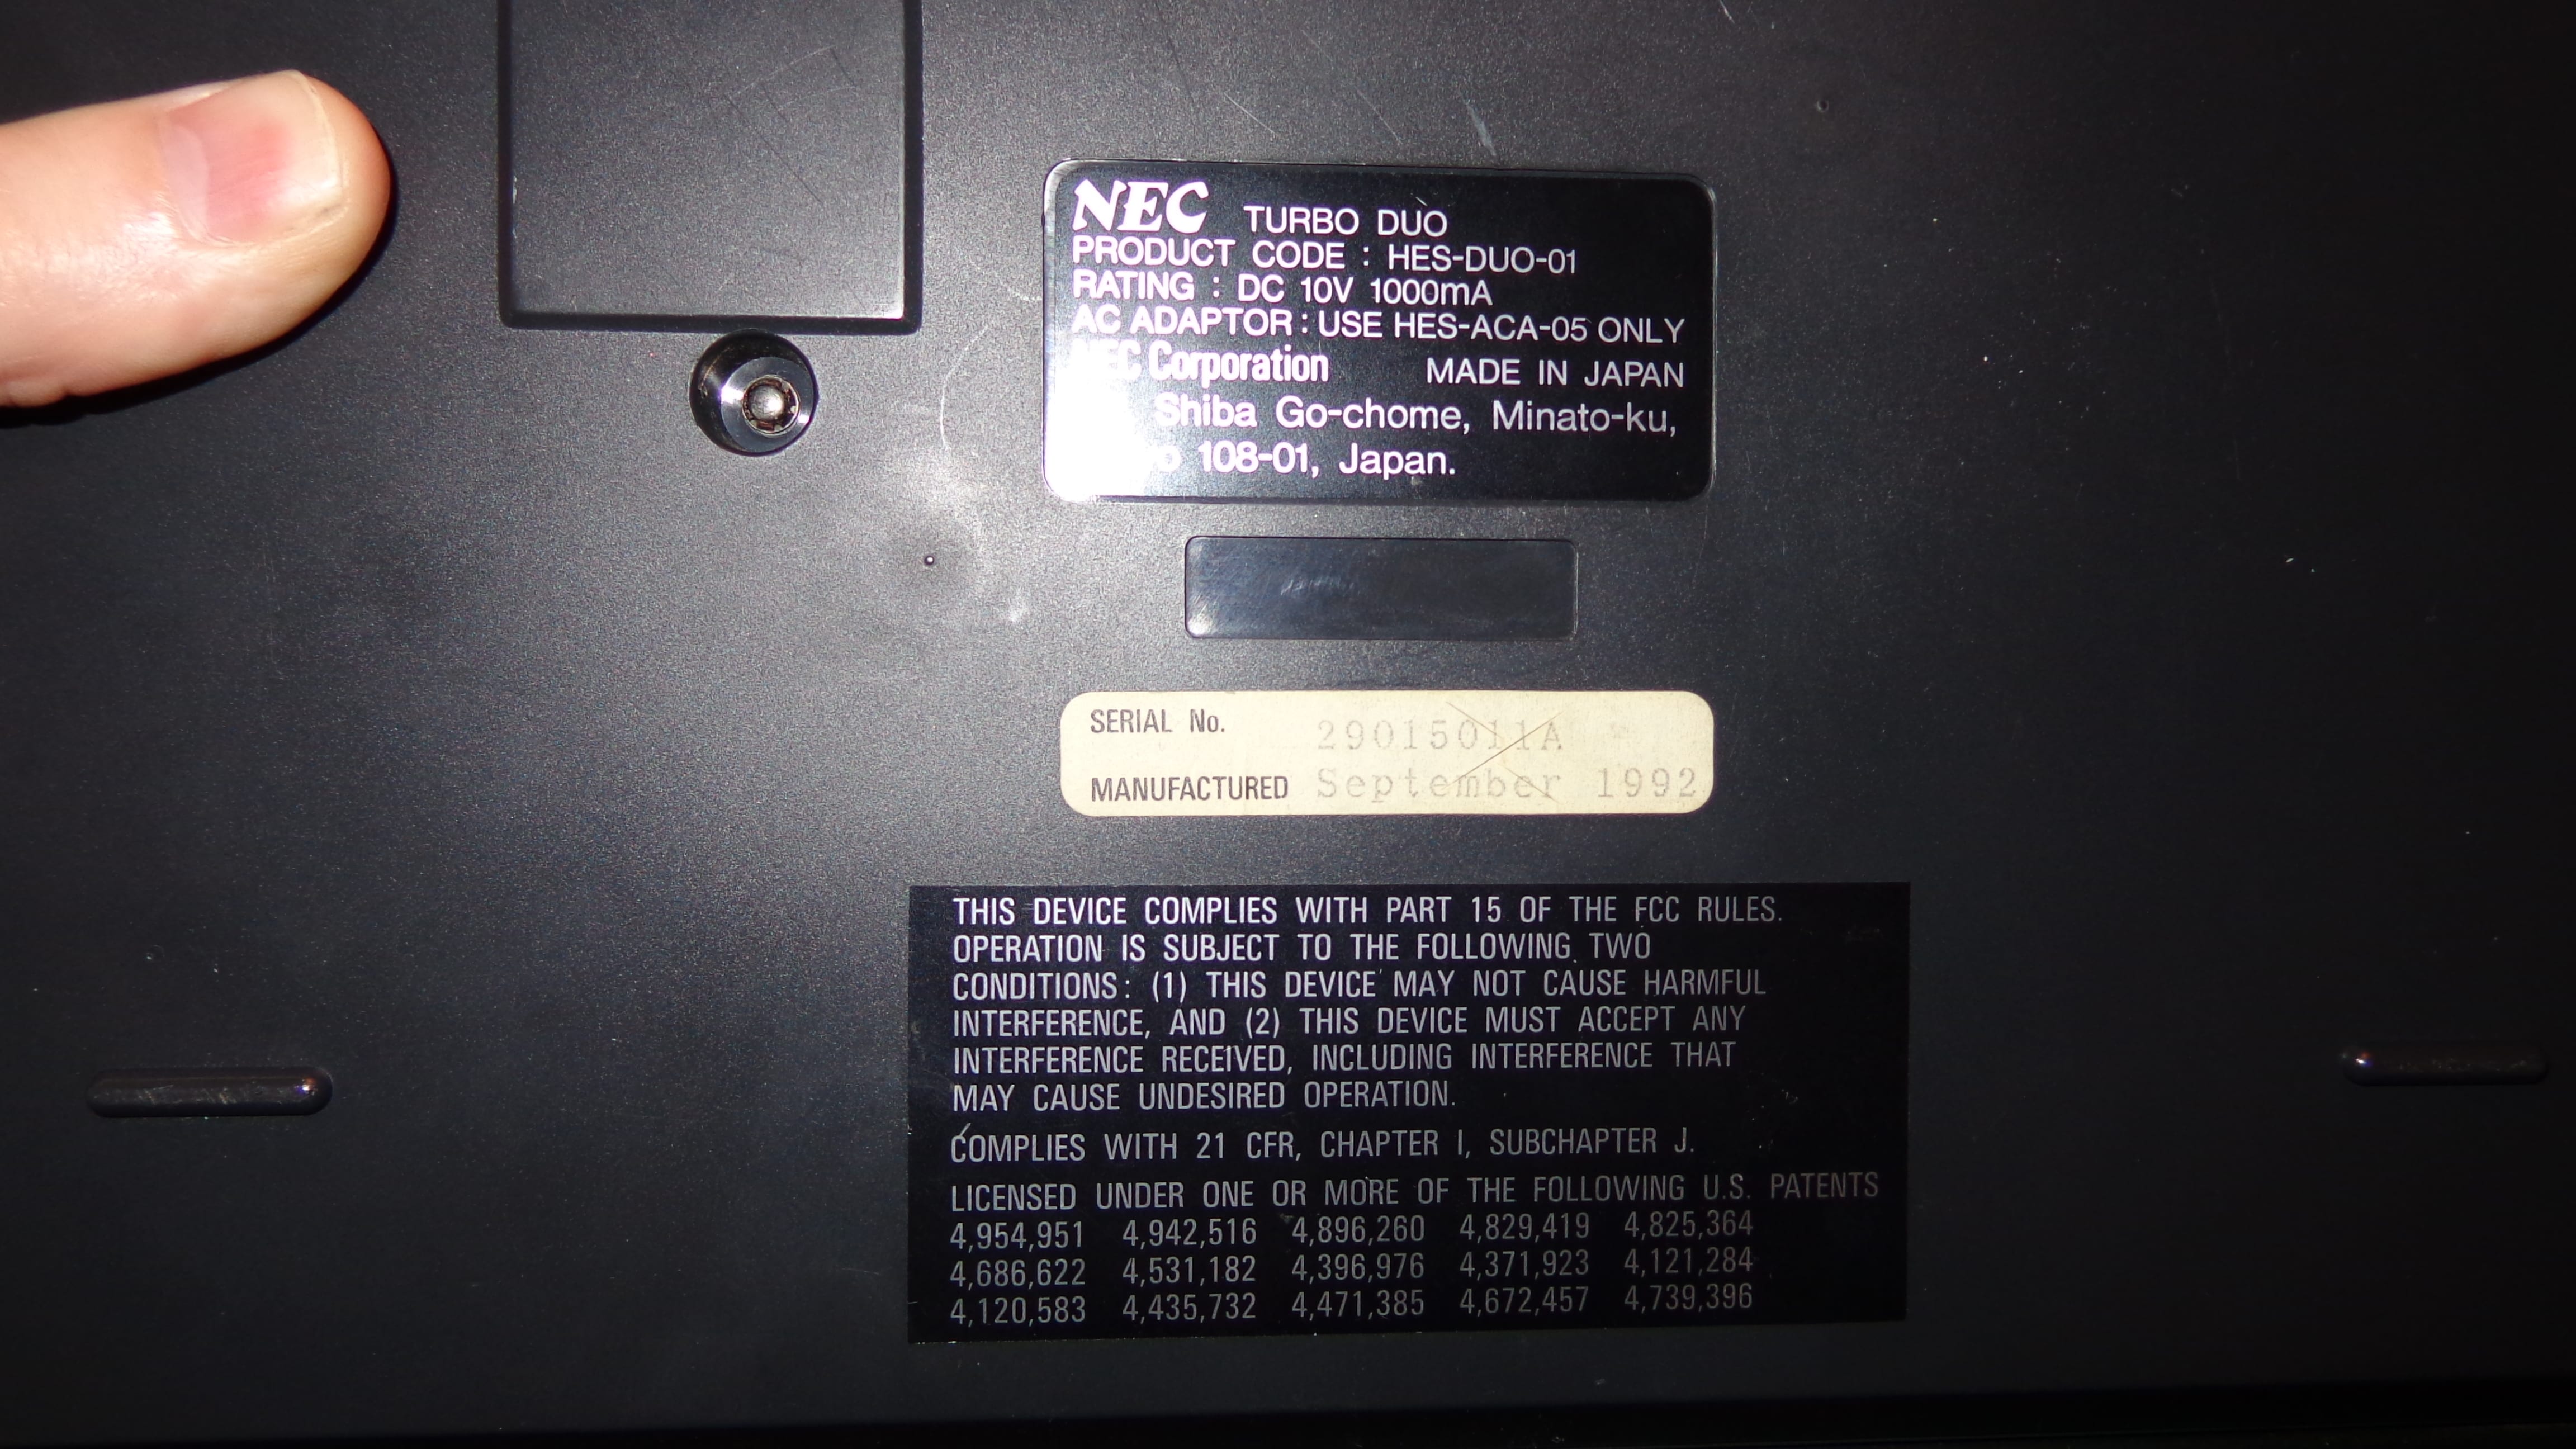 NEC TURBO DUO
PRODUCT CODE : HES-DUO-01
RATING : DC 10V 1000mA
AC ADAPTOR : USE HES-ACA-05 ONLY
NEC Corporation MADE IN JAPAN
Shiba Go-chome, Minato-ku,
108-01, Japan.
SERIAL No. 29015011A
MANUFACTURED September 1992
THIS DEVICE COMPLIES WITH PART 15 OF THE FCC RULES.
OPERATION IS SUBJECT TO THE FOLLOWING TWO
CONDITIONS: (1) THIS DEVICE MAY NOT CAUSE HARMFUL
INTERFERENCE, AND (2) THIS DEVICE MUST ACCEPT ANY
INTERFERENCE RECEIVED, INCLUDING INTERFERENCE THAT
MAY CAUSE UNDESIRED OPERATION.
COMPLIES WITH 21 CFR, CHAPTER I, SUBCHAPTER J.
LICENSED UNDER ONE OR MORE OF THE FOLLOWING U.S. PATENTS
4,954,951 4,942,516 4,896,260 4,829,419 4,825,364
4,686,622 4,531,182 4,396,976 4,371,923 4,121,284
4,120,583 4,435,732 4,471,385 4,672,457 4,739,396